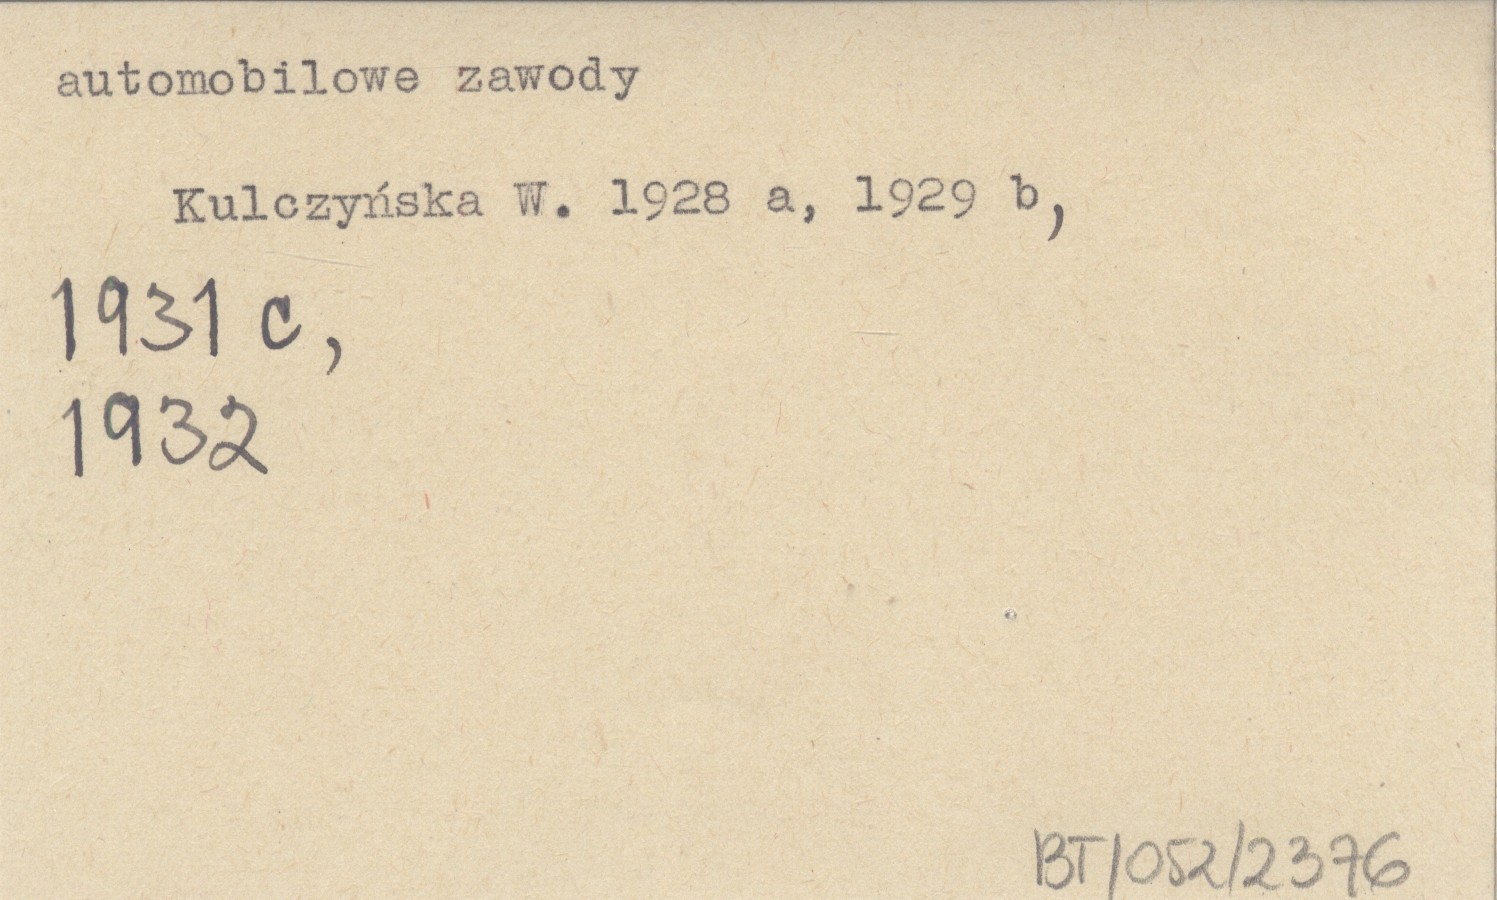 automobilowe zawody
Kulczyńska W. 1928 a, 1929 b,
1931 c,
1932
BT/052/2376